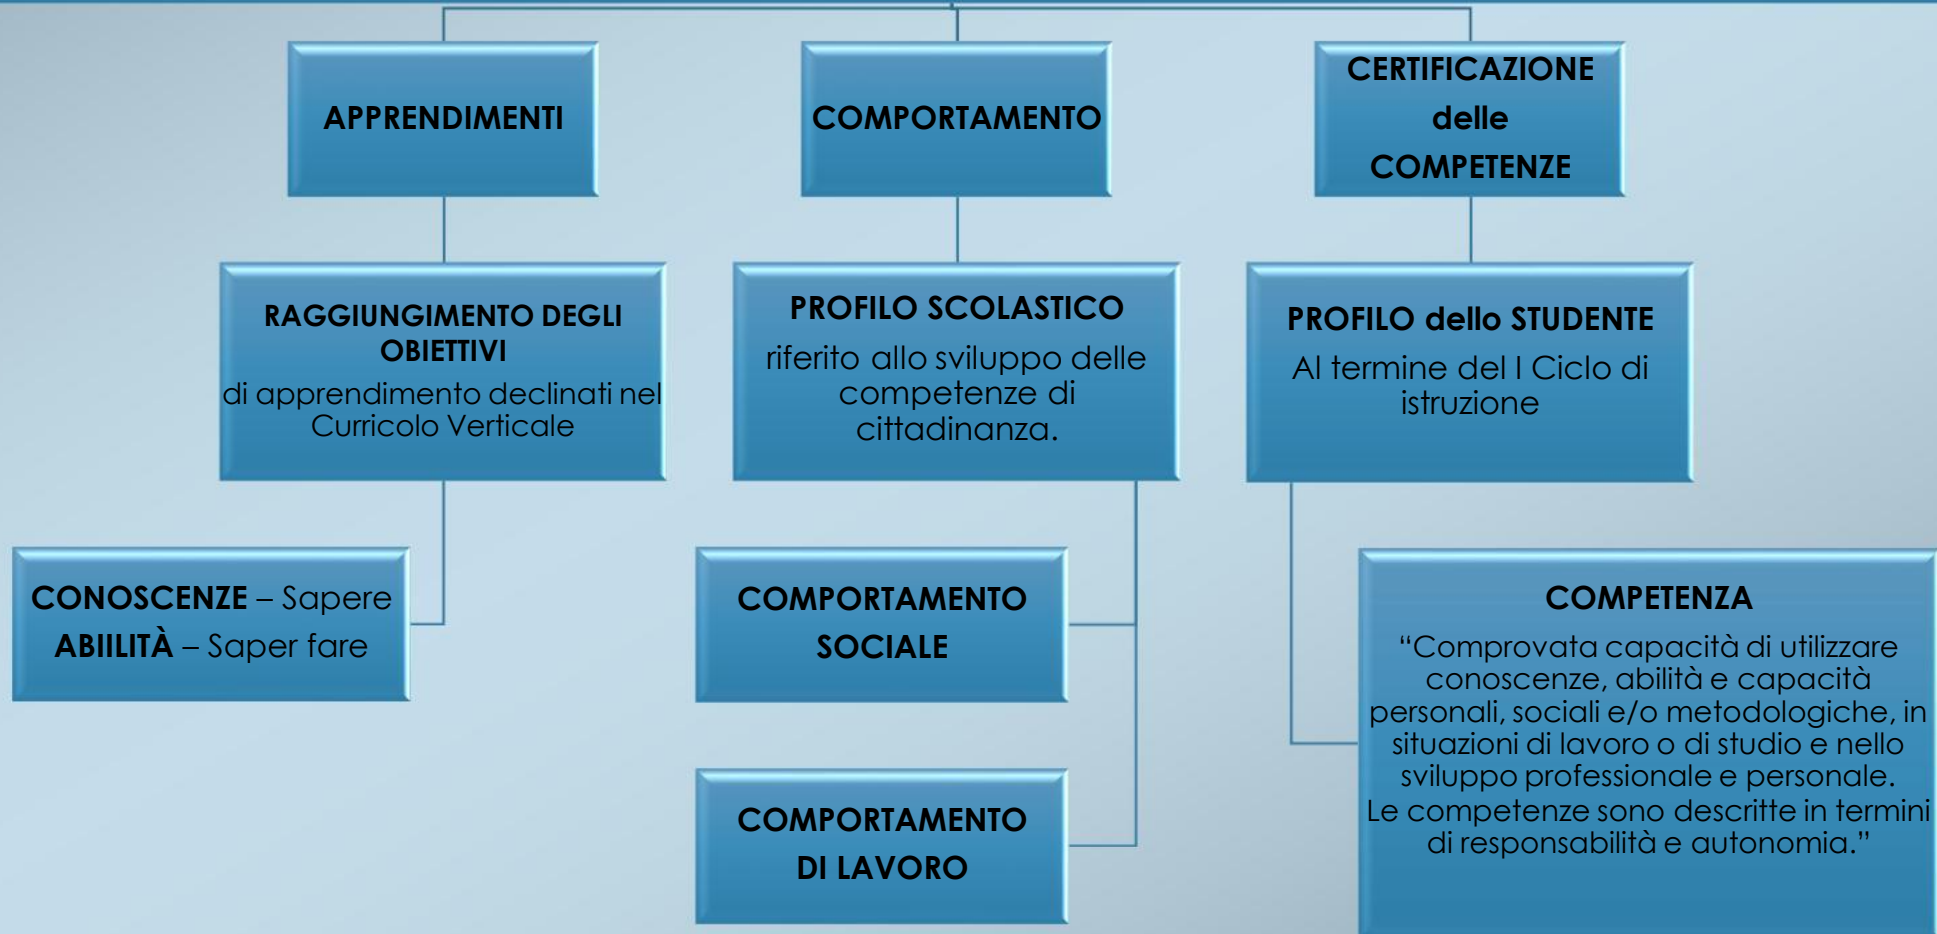 APPRENDIMENTI
COMPORTAMENTO
CERTIFICAZIONE
delle
COMPETENZE
RAGGIUNGIMENTO DEGLI
OBIETTIVI
di apprendimento declinati nel
Curricolo Verticale
PROFILO SCOLASTICO
riferito allo sviluppo delle
competenze di
cittadinanza.
PROFILO dello STUDENTE
Al termine del I Ciclo di
istruzione
CONOSCENZE – Sapere
ABIILITÀ – Saper fare
COMPORTAMENTO
SOCIALE
COMPORTAMENTO
DI LAVORO
COMPETENZA
“Comprovata capacità di utilizzare
conoscenze, abilità e capacità
personali, sociali e/o metodologiche, in
situazioni di lavoro o di studio e nello
sviluppo professionale e personale.
Le competenze sono descritte in termini
di responsabilità e autonomia.”